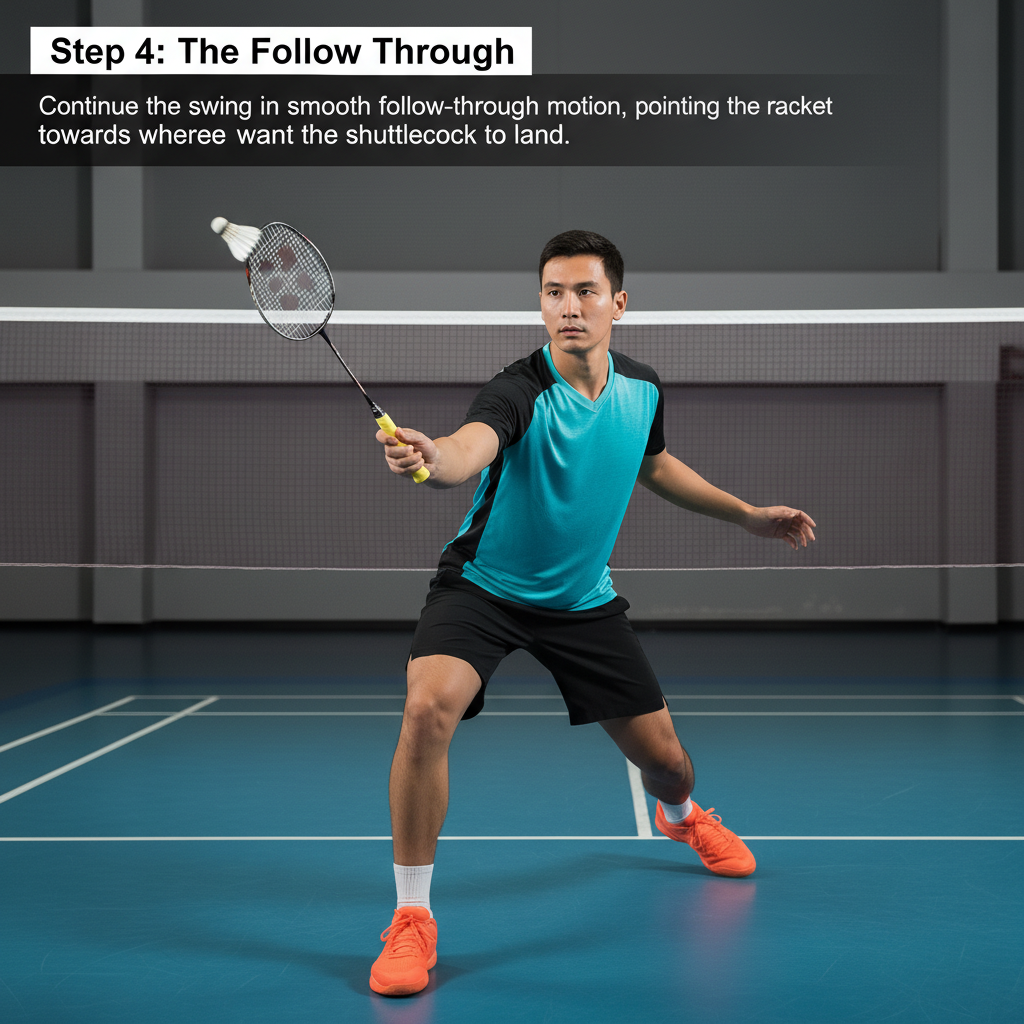 Step 4: The Follow Through
Continue the swing in smooth follow-through motion, pointing the racket
towards wheree want the shuttlecock to land.